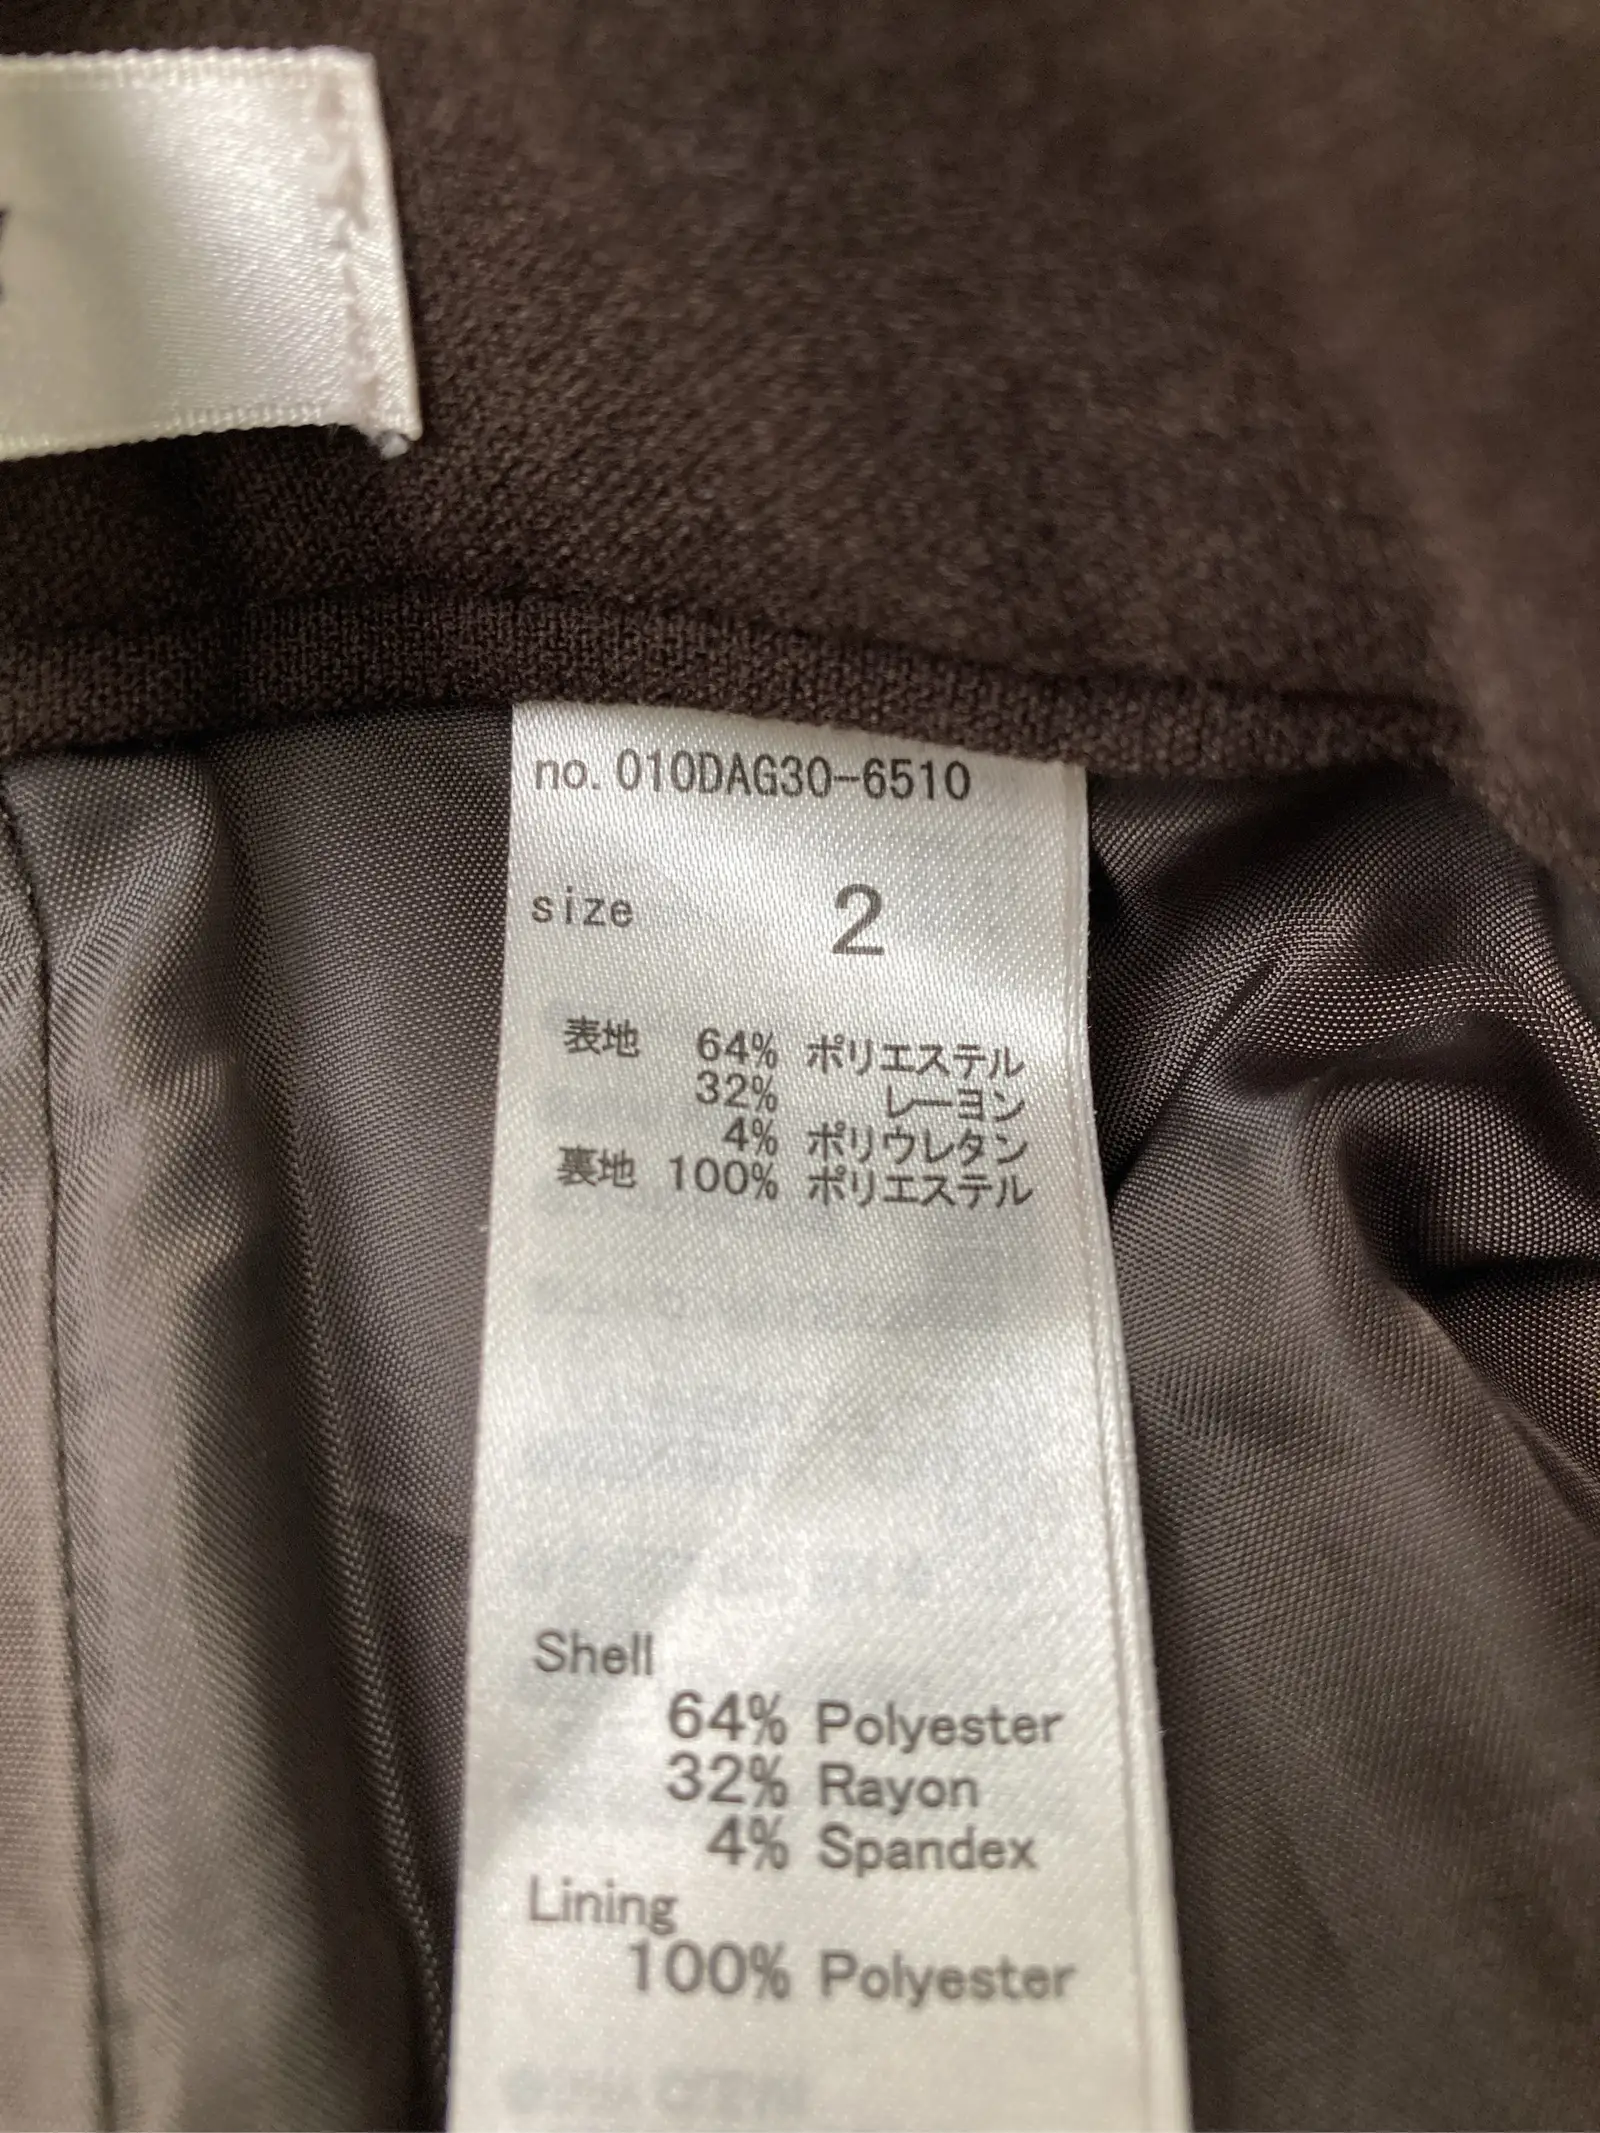 no. 010DAG30-6510
size 2
表地 64% ポリエステル
32% レーヨン
4% ポリウレタン
裏地 100% ポリエステル
Shell
64% Polyester
32% Rayon
4% Spandex
Lining
100% Polyester